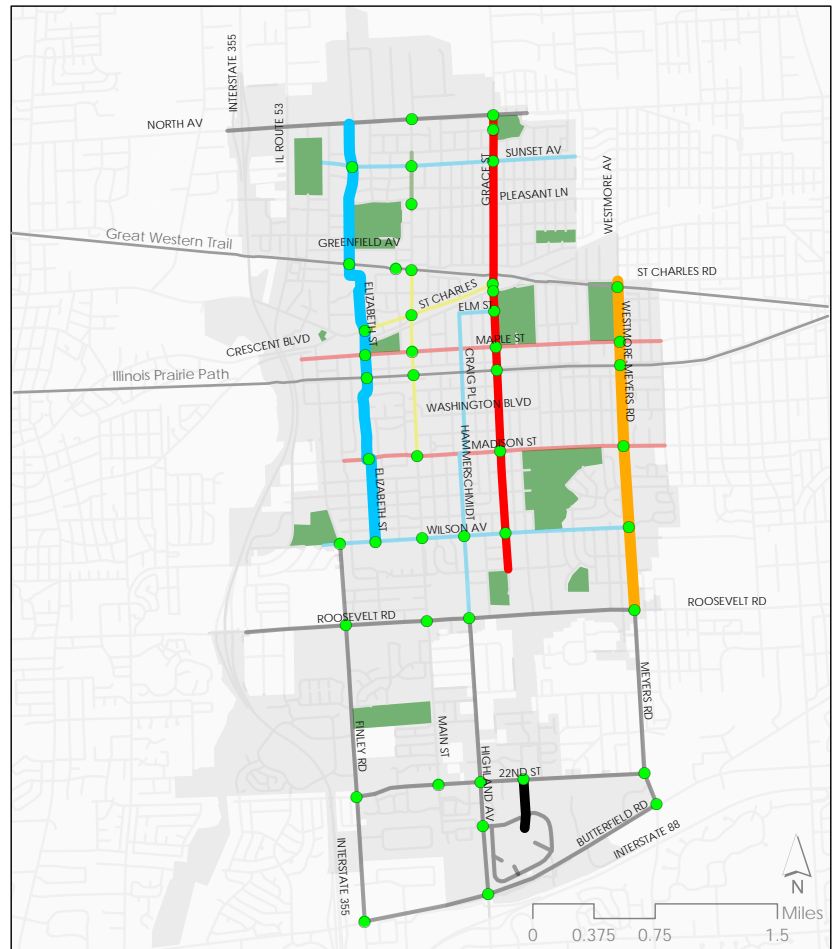 INTERSTATE 355
IL ROUTE 53
NORTH AV
SUNSET AV
GRACE ST
PLEASANT LN
WESTMORE AV
Great Western Trail
GREENFIELD AV
ST CHARLES RD
ST CHARLES
ELM ST
ELIZABETH ST
CRESCENT BLVD
MAPLE ST
WESTMORE-MEYERS RD
CRAIG PL
Illinois Prairie Path
WASHINGTON BLVD
HAMMERSCHMIDT
MADISON ST
ELIZABETH ST
WILSON AV
ROOSEVELT RD
ROOSEVELT RD
MEYERS RD
MAIN ST
FINLEY RD
HIGHLAND AV
22ND ST
BUTTERFIELD RD
INTERSTATE 88
INTERSTATE 355
N
Miles
0 0.375 0.75 1.5